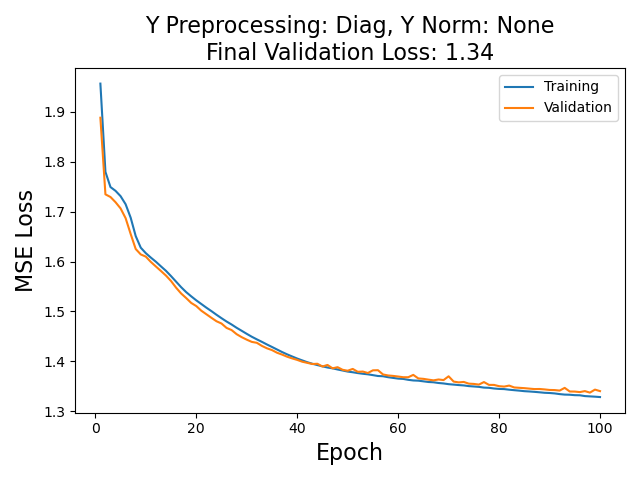 Y Preprocessing: Diag, Y Norm: None
Final Validation Loss: 1.34
Training
Validation
MSE Loss
1.9
1.8
1.7
1.6
1.5
1.4
1.3
0 20 40 60 80 100
Epoch